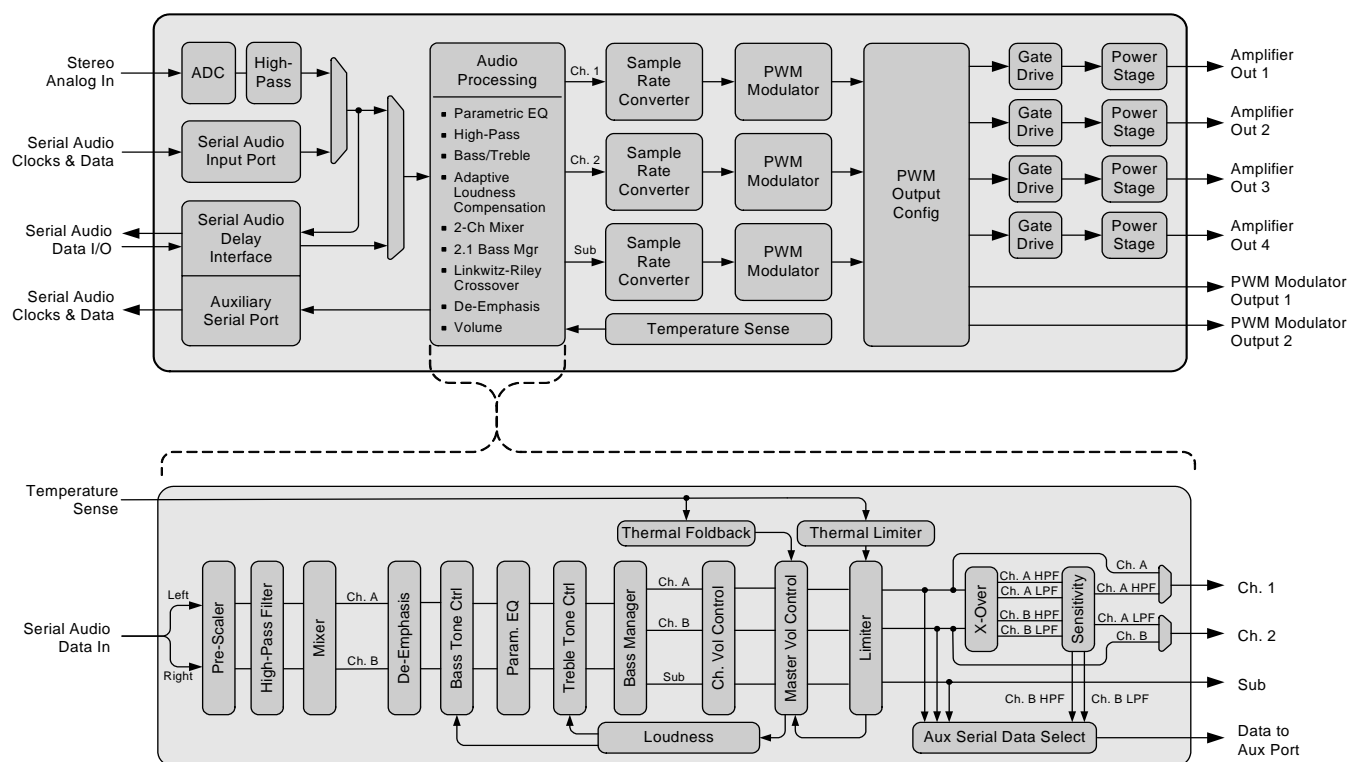 Stereo
Analog In
ADC
High-
Pass
Serial Audio
Clocks & Data
Serial Audio
Input Port
Serial Audio
Data I/O
Serial Audio
Delay
Interface
Serial Audio
Clocks & Data
Auxiliary
Serial Port
Audio
Processing
▪ Parametric EQ
▪ High-Pass
▪ Bass/Treble
▪ Adaptive
Loudness
Compensation
▪ 2-Ch Mixer
▪ 2.1 Bass Mgr
▪ Linkwitz-Riley
Crossover
▪ De-Emphasis
▪ Volume
Ch. 1
Sample
Rate
Converter
PWM
Modulator
Ch. 2
Sample
Rate
Converter
PWM
Modulator
Sub
Sample
Rate
Converter
PWM
Modulator
Temperature Sense
PWM
Output
Config
Gate
Drive
Power
Stage
Amplifier
Out 1
Gate
Drive
Power
Stage
Amplifier
Out 2
Gate
Drive
Power
Stage
Amplifier
Out 3
Gate
Drive
Power
Stage
Amplifier
Out 4
PWM Modulator
Output 1
PWM Modulator
Output 2
Temperature
Sense
Thermal Foldback
Thermal Limiter
Serial Audio
Data In
Left
Right
Pre-Scaler
High-Pass Filter
Mixer
Ch. A
Ch. B
De-Emphasis
Bass Tone Ctrl
Param. EQ
Treble Tone Ctrl
Bass Manager
Ch. A
Ch. B
Sub
Ch. Vol Control
Master Vol Control
Limiter
Loudness
X-Over
Ch. A HPF
Ch. A LPF
Ch. B HPF
Ch. B LPF
Sensitivity
Ch. A
Ch. A HPF
Ch. A LPF
Ch. B
Ch. B HPF
Ch. B LPF
Aux Serial Data Select
Ch. 1
Ch. 2
Sub
Data to
Aux Port